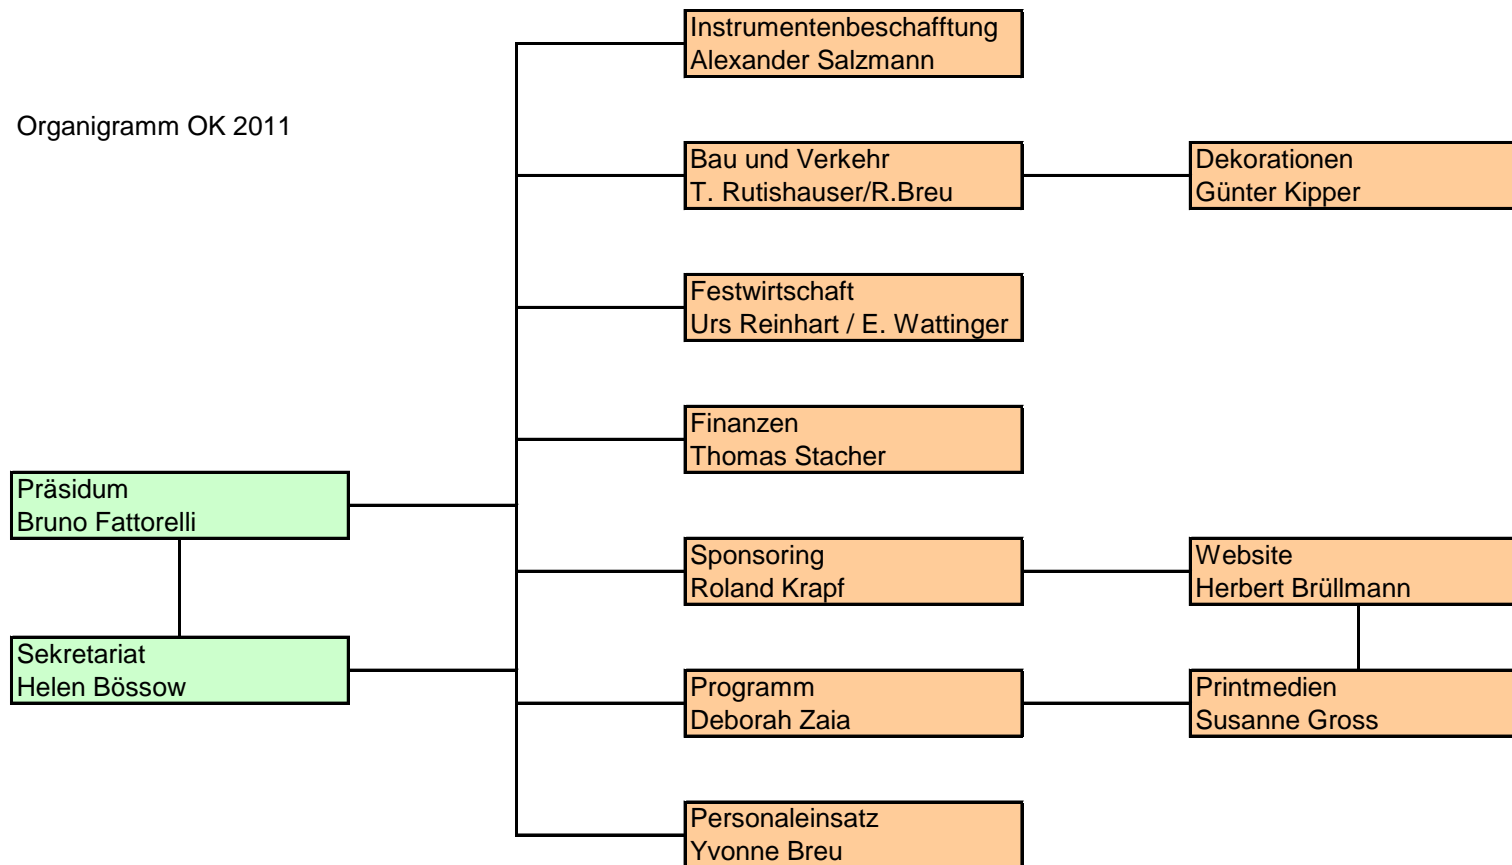 Organigramm OK 2011
Instrumentenbeschafftung
Alexander Salzmann
Bau und Verkehr
T. Rutishauser/R.Breu
Dekorationen
Günter Kipper
Festwirtschaft
Urs Reinhart / E. Wattinger
Finanzen
Thomas Stacher
Präsidum
Bruno Fattorelli
Sponsoring
Roland Krapf
Website
Herbert Brüllmann
Sekretariat
Helen Bössow
Programm
Deborah Zaia
Printmedien
Susanne Gross
Personaleinsatz
Yvonne Breu